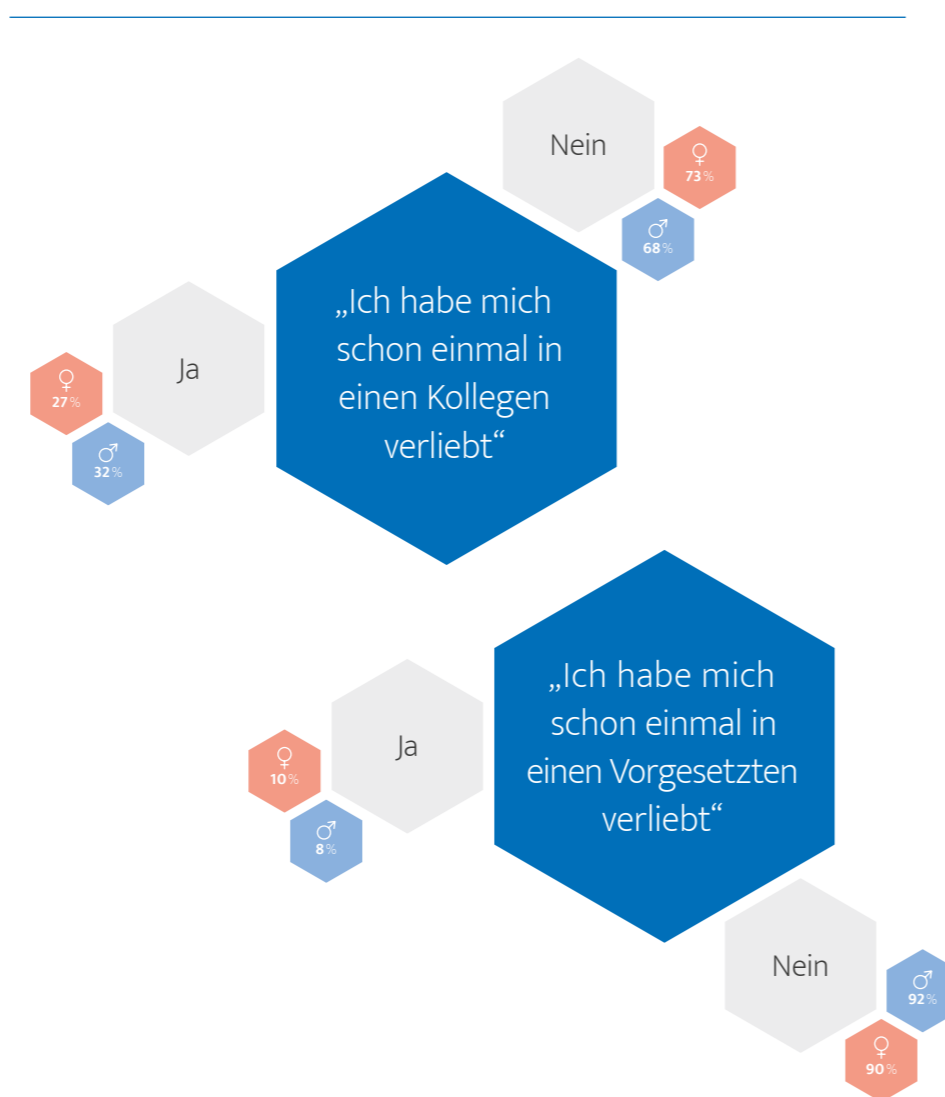 Nein
♀
73%
♂
68%
„Ich habe mich
schon einmal in
einen Kollegen
verliebt“
Ja
♀
27%
♂
32%
„Ich habe mich
schon einmal in
einen Vorgesetzten
verliebt“
Ja
♀
10%
♂
8%
Nein
♂
92%
♀
90%